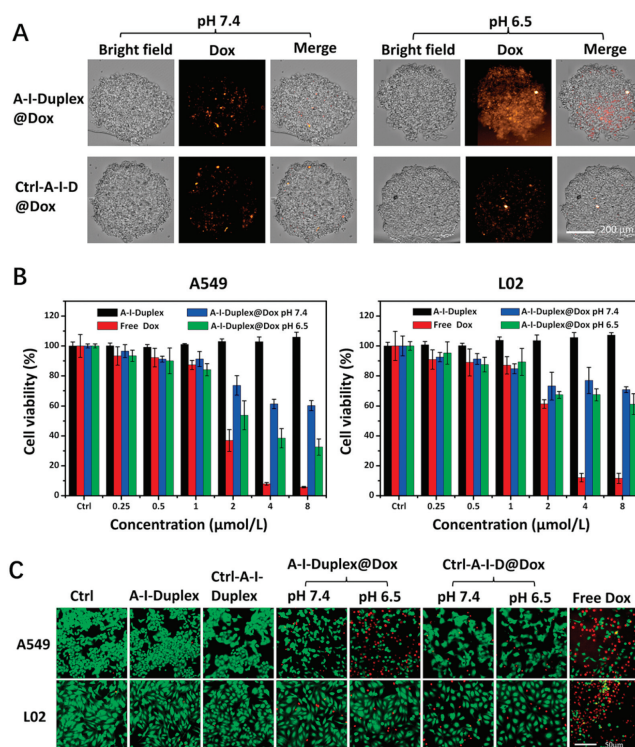 A
pH 7.4 pH 6.5
Bright field Dox Merge Bright field Dox Merge
A-I-Duplex
@Dox
Ctrl-A-I-D
@Dox
200 μm
B
A549 L02
A-I-Duplex A-I-Duplex@Dox pH 7.4
Free Dox A-I-Duplex@Dox pH 6.5
A-I-Duplex A-I-Duplex@Dox pH 7.4
Free Dox A-I-Duplex@Dox pH 6.5
Cell viability (%)
100
80
60
40
20
0
Ctrl 0.25 0.5 1 2 4 8
Concentration (μmol/L)
Cell viability (%)
100
80
60
40
20
0
Ctrl 0.25 0.5 1 2 4 8
Concentration (μmol/L)
C
Ctrl A-I-Duplex Ctrl-A-I-
Duplex
A-I-Duplex@Dox
pH 7.4 pH 6.5
Ctrl-A-I-D@Dox
pH 7.4 pH 6.5
Free Dox
A549
L02
50μm